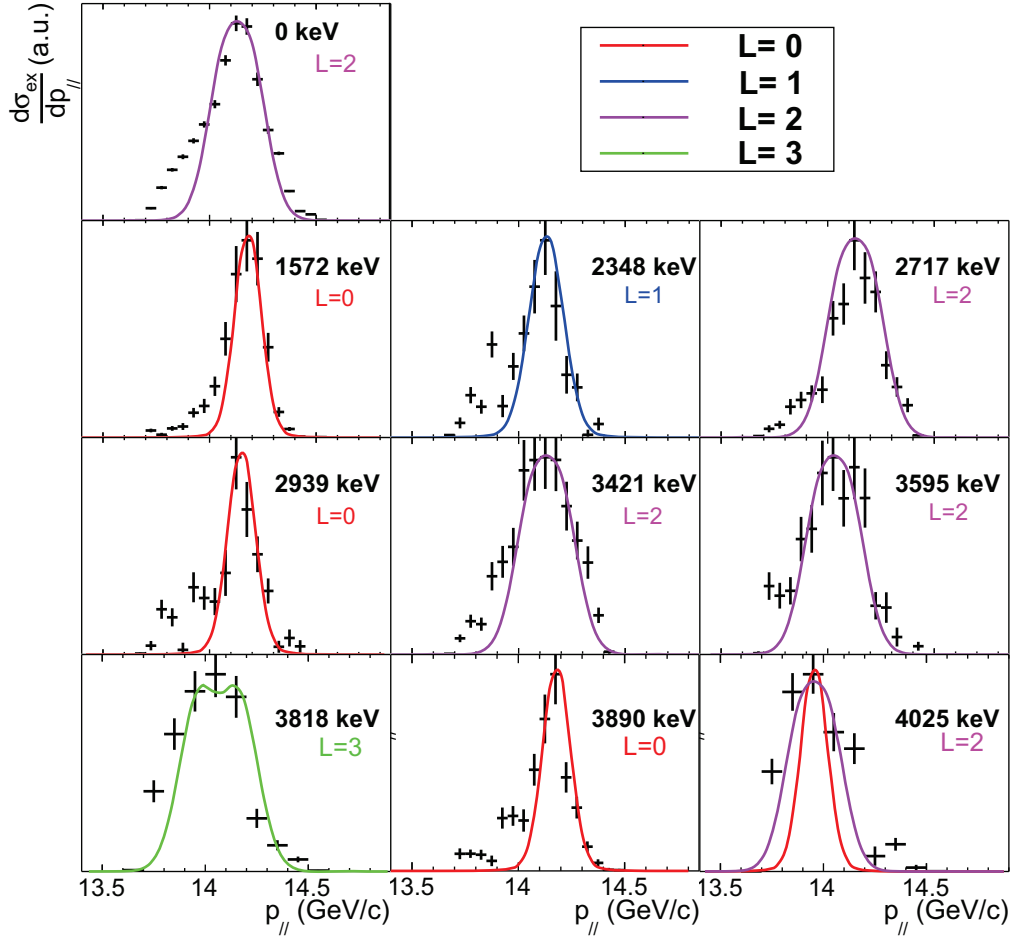 dσex
dp// (a.u.)
0 keV
L=2
L= 0
L= 1
L= 2
L= 3
1572 keV
L=0
2348 keV
L=1
2717 keV
L=2
2939 keV
L=0
3421 keV
L=2
3595 keV
L=2
3818 keV
L=3
3890 keV
L=0
4025 keV
L=2
13.5 14 14.5 13.5 14 14.5 13.5 14 14.5
p// (GeV/c) p// (GeV/c) p// (GeV/c)